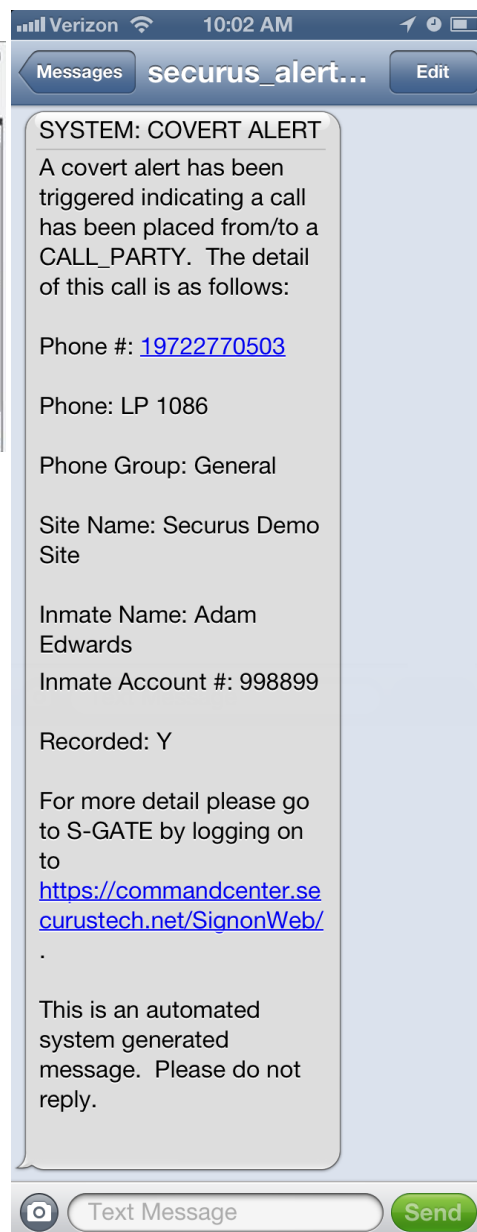 Verizon 10:02 AM
Messages securus_alert... Edit
SYSTEM: COVERT ALERT
A covert alert has been
triggered indicating a call
has been placed from/to a
CALL_PARTY. The detail
of this call is as follows:
Phone #: 19722770503
Phone: LP 1086
Phone Group: General
Site Name: Securus Demo
Site
Inmate Name: Adam
Edwards
Inmate Account #: 998899
Recorded: Y
For more detail please go
to S-GATE by logging on
to
https://commandcenter.se
curustech.net/SignonWeb/
.
This is an automated
system generated
message. Please do not
reply.
Text Message Send